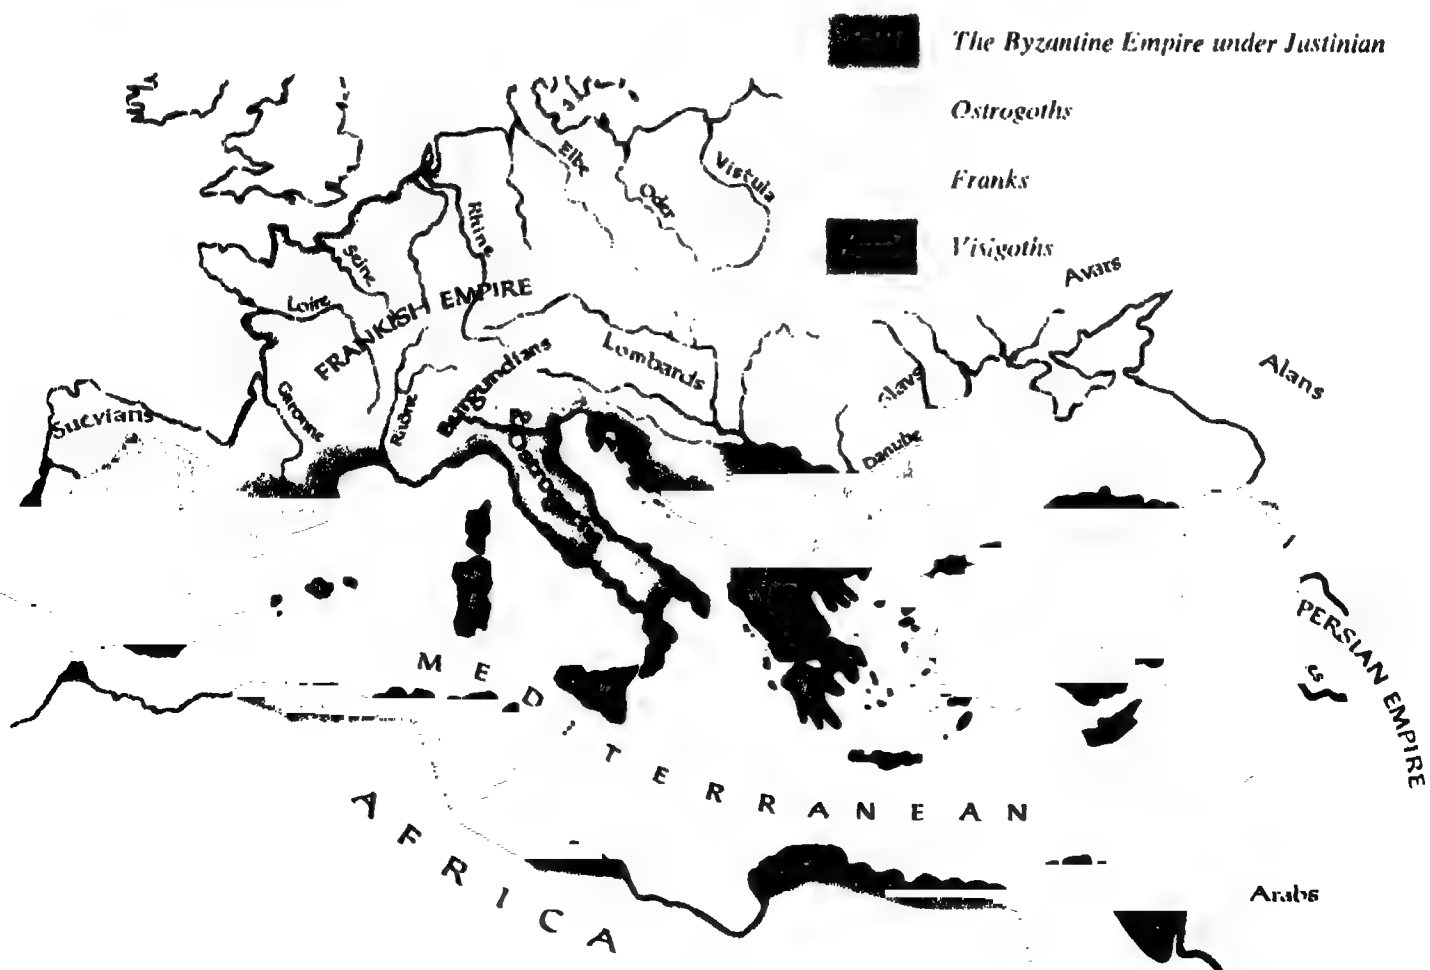 The Byzantine Empire under Justinian
Ostrogoths
Franks
Visigoths
Elbe
Oder
Vistula
Rhine
Seine
Loire
FRANKISH EMPIRE
Avars
Alans
Lombards
Burgundians
Slavs
Suevians
Garonne
Rhône
Po
Danube
PERSIAN EMPIRE
MEDITERRANEAN
AFRICA
Arabs